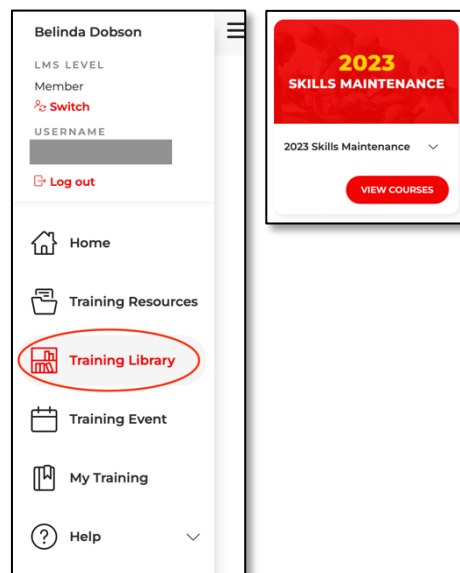 Belinda Dobson
LMS LEVEL
Member
Switch
USERNAME
Log out
Home
Training Resources
Training Library
Training Event
My Training
Help
2023
SKILLS MAINTENANCE
2023 Skills Maintenance
VIEW COURSES